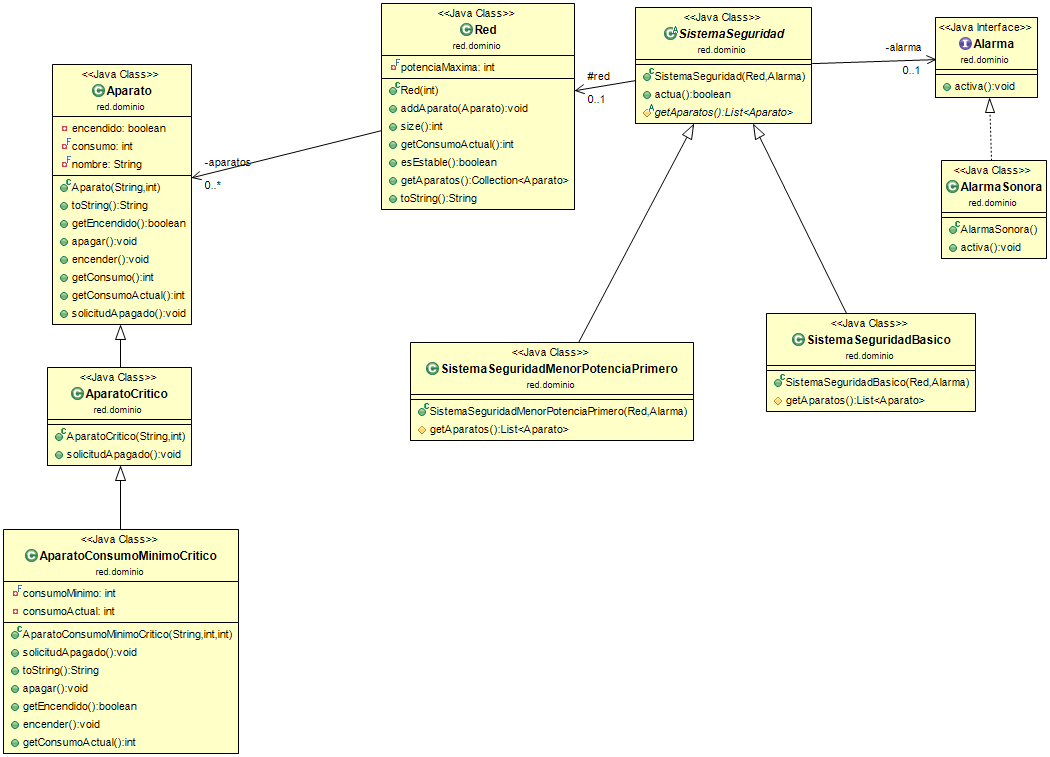 <<Java Class>>
Aparato
red.dominio
encendido: boolean
F
consumo: int
F
nombre: String
C
Aparato(String,int)
toString():String
getEncendido():boolean
apagar():void
encender():void
getConsumo():int
getConsumoActual():int
solicitudApagado():void
<<Java Class>>
C
AparatoCritico
red.dominio
C
AparatoCritico(String,int)
solicitudApagado():void
<<Java Class>>
C
AparatoConsumoMinimoCritico
red.dominio
F
consumoMinimo: int
consumoActual: int
C
AparatoConsumoMinimoCritico(String,int,int)
solicitudApagado():void
toString():String
apagar():void
getEncendido():boolean
encender():void
getConsumoActual():int
-aparatos
0..*
<<Java Class>>
C
Red
red.dominio
F
potenciaMaxima: int
C
Red(int)
addAparato(Aparato):void
size():int
getConsumoActual():int
esEstable():boolean
getAparatos():Collection<Aparato>
toString():String
#red
0..1
<<Java Class>>
C
A
SistemaSeguridad
red.dominio
C
SistemaSeguridad(Red,Alarma)
actua():boolean
A
getAparatos():List<Aparato>
-alarma
0..1
<<Java Interface>>
I
Alarma
red.dominio
activa():void
<<Java Class>>
C
AlarmaSonora
red.dominio
C
AlarmaSonora()
activa():void
<<Java Class>>
C
SistemaSeguridadMenorPotenciaPrimero
red.dominio
C
SistemaSeguridadMenorPotenciaPrimero(Red,Alarma)
getAparatos():List<Aparato>
<<Java Class>>
C
SistemaSeguridadBasico
red.dominio
C
SistemaSeguridadBasico(Red,Alarma)
getAparatos():List<Aparato>